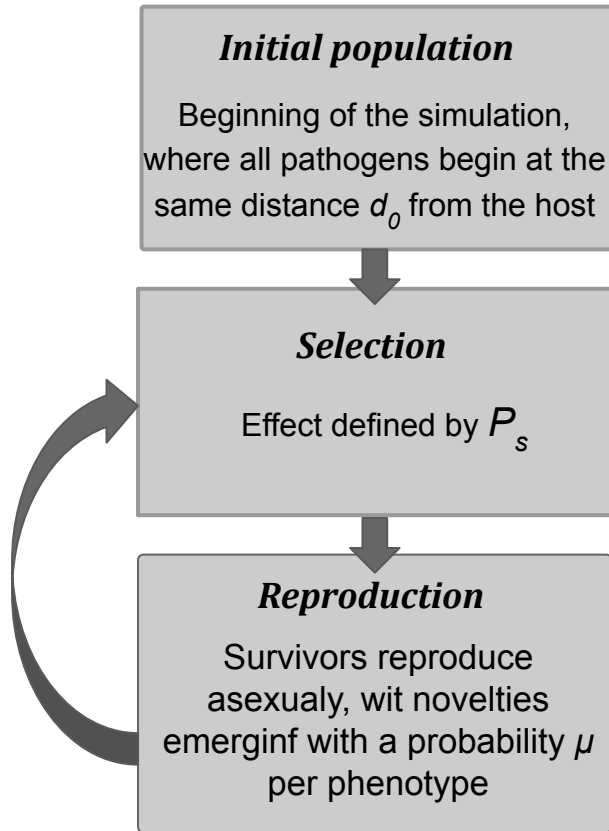 Initial population
Beginning of the simulation,
where all pathogens begin at the
same distance d₀ from the host
Selection
Effect defined by Pₛ
Reproduction
Survivors reproduce
asexualy, wit novelties
emerginf with a probability μ
per phenotype